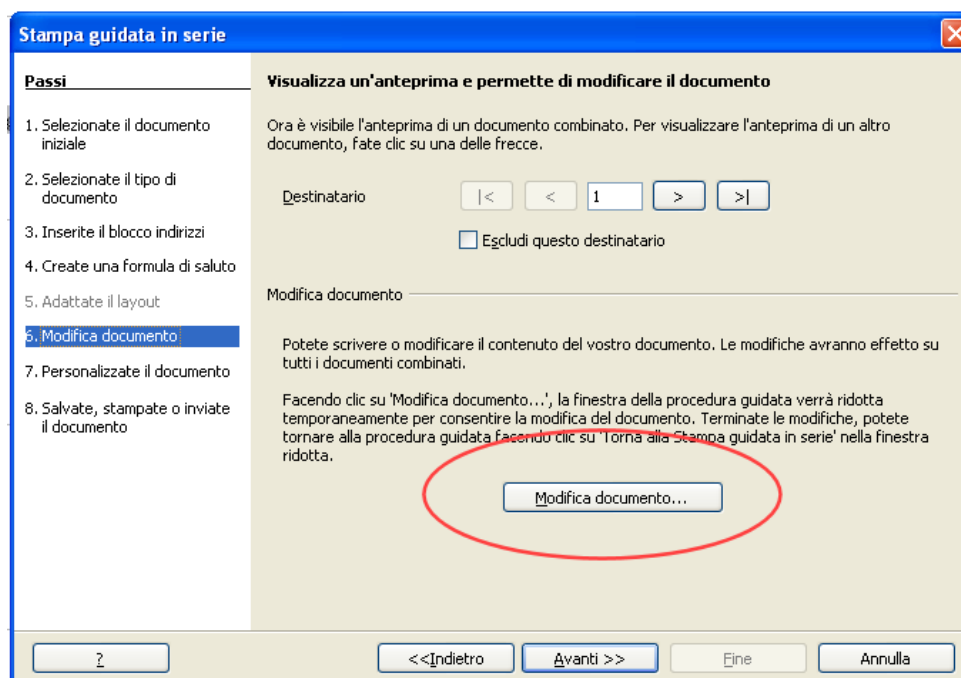 Stampa guidata in serie
Passi
1. Selezionate il documento
iniziale
2. Selezionate il tipo di
documento
3. Inserite il blocco indirizzi
4. Create una formula di saluto
5. Adattate il layout
6. Modifica documento
7. Personalizzate il documento
8. Salvate, stampate o inviate
il documento
Visualizza un'anteprima e permette di modificare il documento
Ora è visibile l'anteprima di un documento combinato. Per visualizzare l'anteprima di un altro
documento, fate clic su una delle frecce.
Destinatario |< < 1 > >|
Escludi questo destinatario
Modifica documento
Potete scrivere o modificare il contenuto del vostro documento. Le modifiche avranno effetto su
tutti i documenti combinati.
Facendo clic su 'Modifica documento...', la finestra della procedura guidata verrà ridotta
temporaneamente per consentire la modifica del documento. Terminate le modifiche, potete
tornare alla procedura guidata facendo clic su 'Torna alla Stampa guidata in serie' nella finestra
ridotta.
Modifica documento...
? <<Indietro Avanti >> Fine Annulla